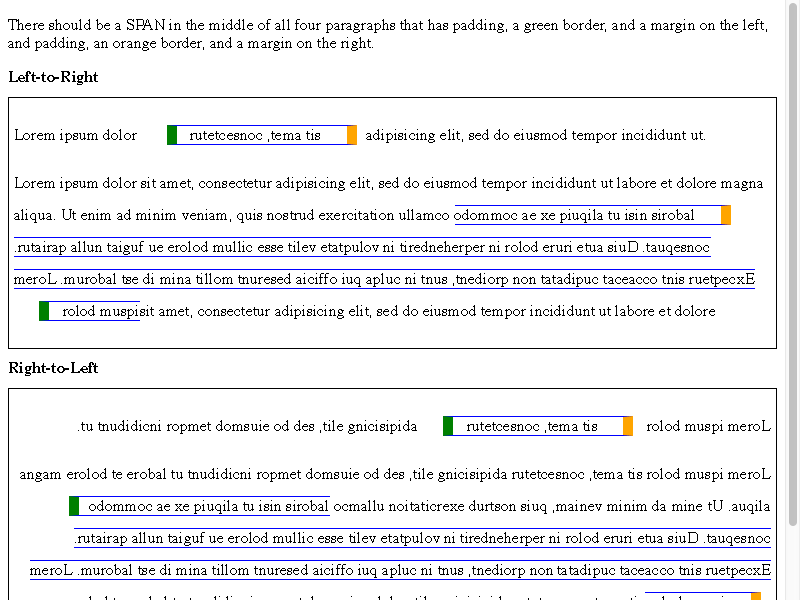 There should be a SPAN in the middle of all four paragraphs that has padding, a green border, and a margin on the left,
and padding, an orange border, and a margin on the right.
Left-to-Right
Lorem ipsum dolor rutetcesnoc ,tema tis adipisicing elit, sed do eiusmod tempor incididunt ut.
Lorem ipsum dolor sit amet, consectetur adipisicing elit, sed do eiusmod tempor incididunt ut labore et dolore magna
aliqua. Ut enim ad minim veniam, quis nostrud exercitation ullamco odommoc ae xe piuqila tu isin sirobal
.rutairap allun taiguf ue erolod mullic esse tilev etatpulov ni tiredneherper ni rolod eruri etua siuD .tauqesnoc
meroL .murobal tse di mina tillom tnuresed aiciffo iuq apluc ni tnus ,tnediorp non tatadipuc taceacco tnis ruetpecxE
rolod muspisit amet, consectetur adipisicing elit, sed do eiusmod tempor incididunt ut labore et dolore
Right-to-Left
.tu tnudidicni ropmet domsuie od des ,tile gnicisipida rutetcesnoc ,tema tis rolod muspi meroL
angam erolod te erobal tu tnudidicni ropmet domsuie od des ,tile gnicisipida rutetcesnoc ,tema tis rolod muspi meroL
odommoc ae xe piuqila tu isin sirobal ocmallu noitaticrexe durtson siuq ,mainev minim da mine tU .auqila
.rutairap allun taiguf ue erolod mullic esse tilev etatpulov ni tiredneherper ni rolod eruri etua siuD .tauqesnoc
meroL .murobal tse di mina tillom tnuresed aiciffo iuq apluc ni tnus ,tnediorp non tatadipuc taceacco tnis ruetpecxE